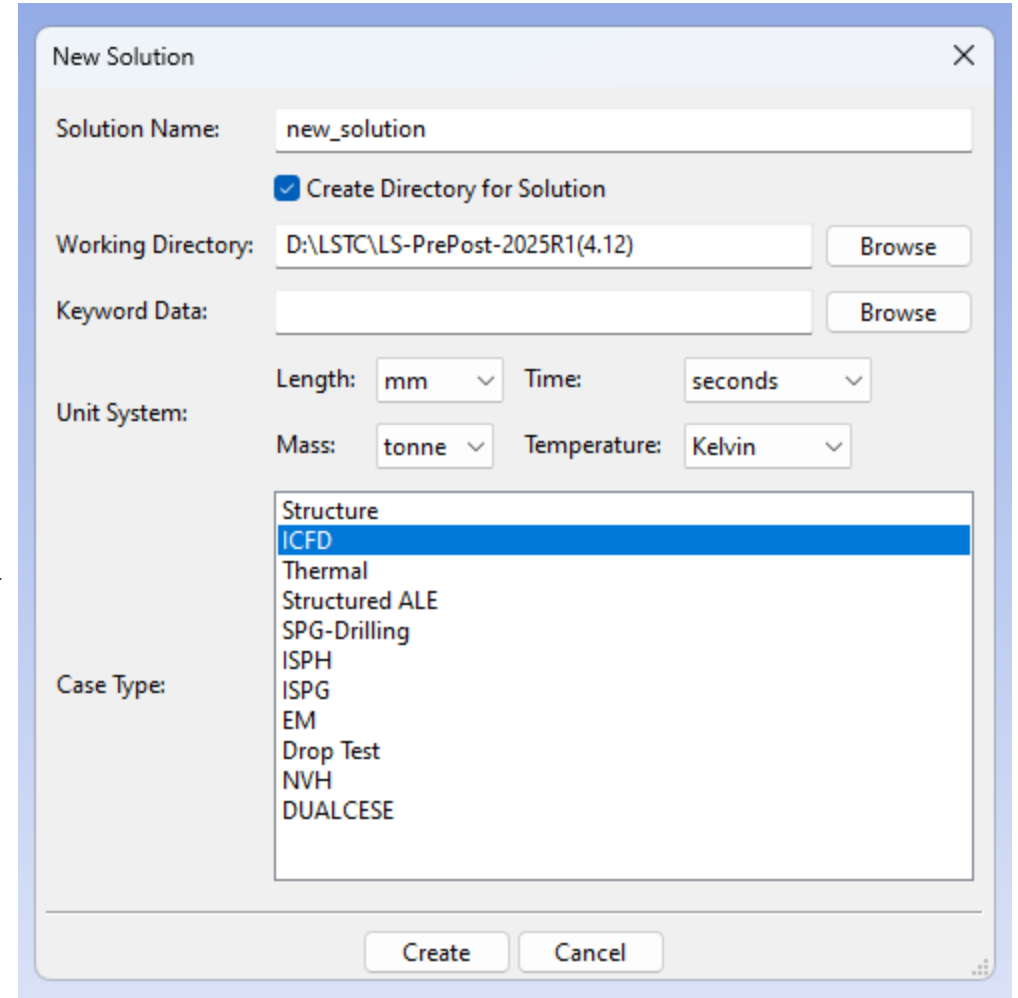 New Solution
Solution Name: new_solution
Create Directory for Solution
Working Directory: D:\LSTC\LS-PrePost-2025R1(4.12) Browse
Keyword Data: Browse
Unit System:
Length: mm Time: seconds
Mass: tonne Temperature: Kelvin
Case Type:
Structure
ICFD
Thermal
Structured ALE
SPG-Drilling
ISPH
ISPG
EM
Drop Test
NVH
DUALCESE
Create Cancel